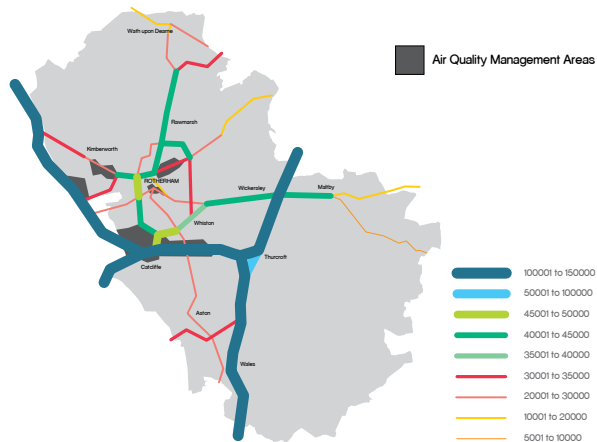 Wath upon Dearne
Air Quality Management Areas
Rawmarsh
Kimberworth
ROTHERHAM
Wickersley
Maltby
Whiston
Thurcroft
Catcliffe
Aston
Wales
10001 to 150000
50001 to 100000
45001 to 50000
40001 to 45000
35001 to 40000
30001 to 35000
20001 to 30000
10001 to 20000
5001 to 10000